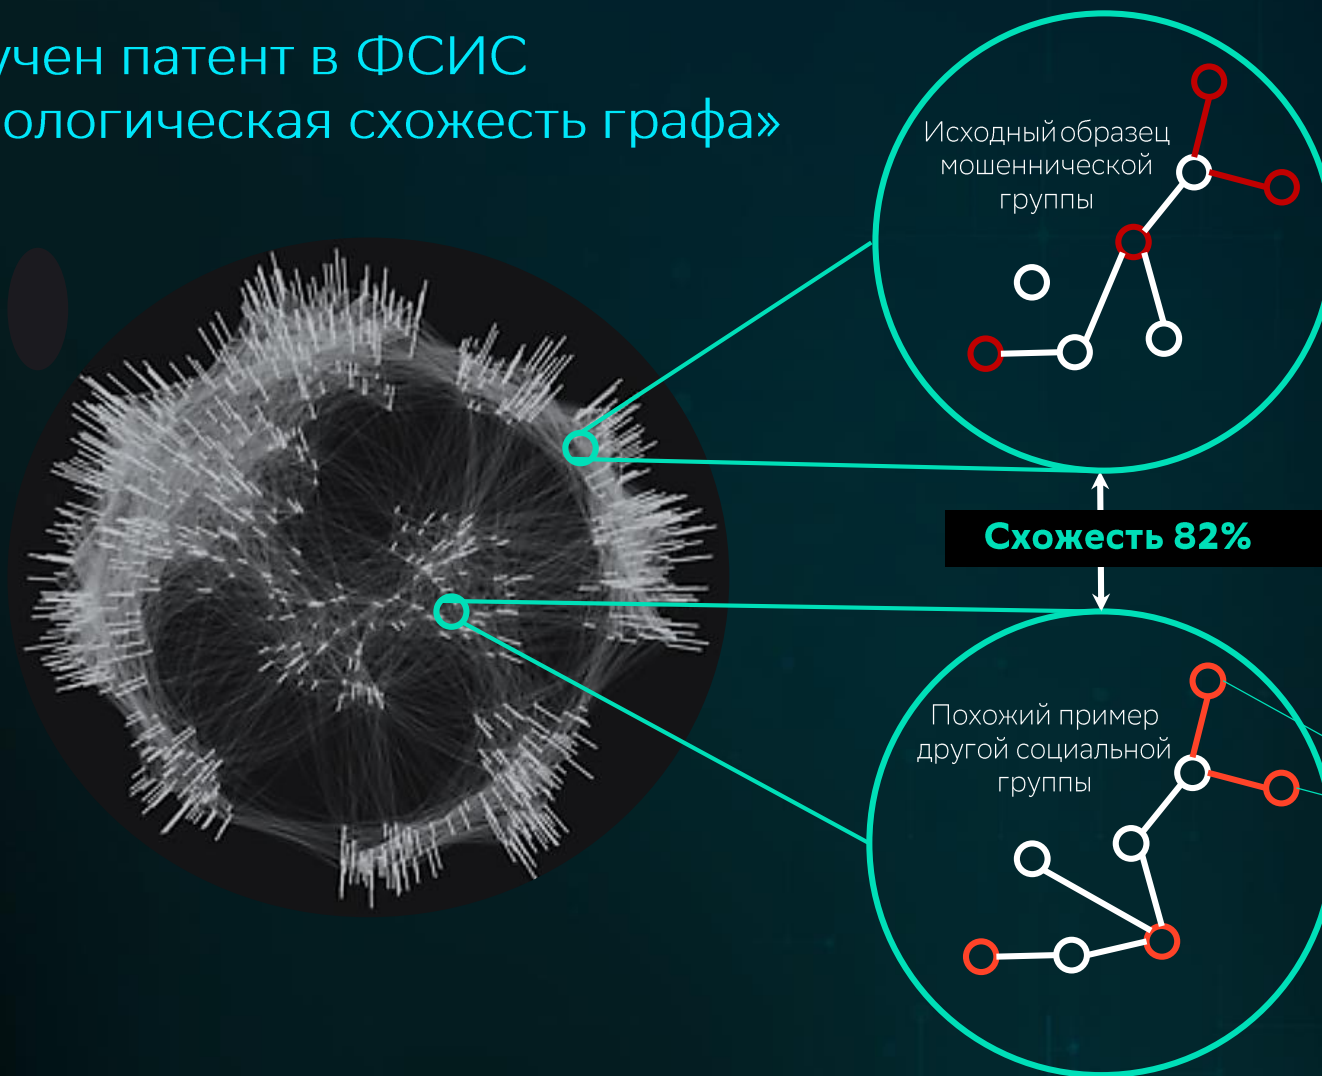 учен патент в ФСИС
ологическая схожесть графа»
Исходный образец
мошеннической
группы
Схожесть 82%
Похожий пример
другой социальной
группы